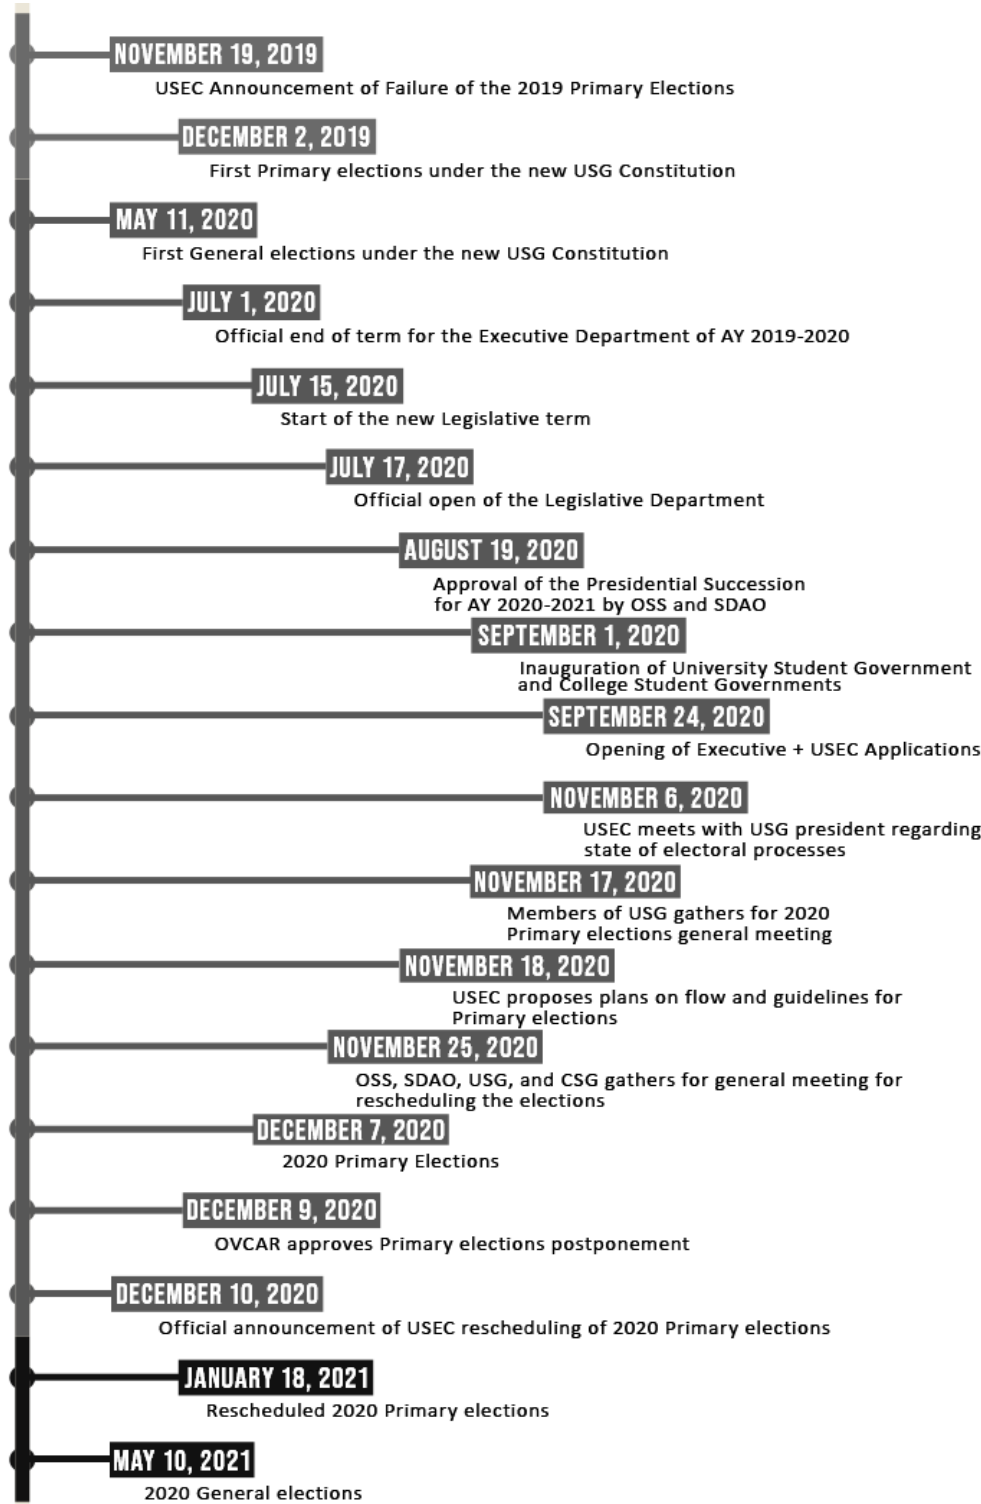 NOVEMBER 19, 2019
USEC Announcement of Failure of the 2019 Primary Elections
DECEMBER 2, 2019
First Primary elections under the new USG Constitution
MAY 11, 2020
First General elections under the new USG Constitution
JULY 1, 2020
Official end of term for the Executive Department of AY 2019-2020
JULY 15, 2020
Start of the new Legislative term
JULY 17, 2020
Official open of the Legislative Department
AUGUST 19, 2020
Approval of the Presidential Succession
for AY 2020-2021 by OSS and SDAO
SEPTEMBER 1, 2020
Inauguration of University Student Government
and College Student Governments
SEPTEMBER 24, 2020
Opening of Executive + USEC Applications
NOVEMBER 6, 2020
USEC meets with USG president regarding
state of electoral processes
NOVEMBER 17, 2020
Members of USG gathers for 2020
Primary elections general meeting
NOVEMBER 18, 2020
USEC proposes plans on flow and guidelines for
Primary elections
NOVEMBER 25, 2020
OSS, SDAO, USG, and CSG gathers for general meeting for
rescheduling the elections
DECEMBER 7, 2020
2020 Primary Elections
DECEMBER 9, 2020
OVCAR approves Primary elections postponement
DECEMBER 10, 2020
Official announcement of USEC rescheduling of 2020 Primary elections
JANUARY 18, 2021
Rescheduled 2020 Primary elections
MAY 10, 2021
2020 General elections